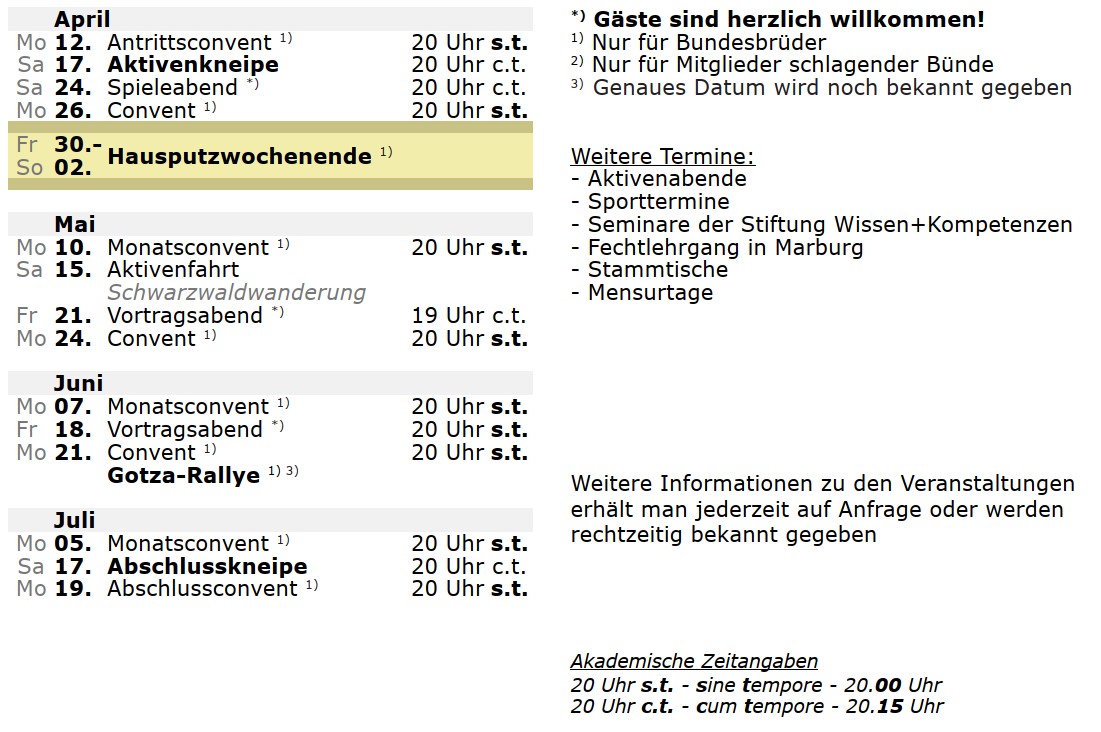 April
Mo 12. Antrittsconvent 1) 20 Uhr s.t.
Sa 17. Aktivenkneipe 20 Uhr c.t.
Sa 24. Spieleabend *) 20 Uhr c.t.
Mo 26. Convent 1) 20 Uhr s.t.
Fr 30.-
Hausputzwochenende 1)
So 02.
Mai
Mo 10. Monatsconvent 1) 20 Uhr s.t.
Sa 15. Aktivenfahrt
Schwarzwaldwanderung
Fr 21. Vortragsabend *) 19 Uhr c.t.
Mo 24. Convent 1) 20 Uhr s.t.
Juni
Mo 07. Monatsconvent 1) 20 Uhr s.t.
Fr 18. Vortragsabend *) 20 Uhr s.t.
Mo 21. Convent 1) 20 Uhr s.t.
Gotza-Rallye 1) 3)
Juli
Mo 05. Monatsconvent 1) 20 Uhr s.t.
Sa 17. Abschlusskneipe 20 Uhr c.t.
Mo 19. Abschlussconvent 1) 20 Uhr s.t.
*) Gäste sind herzlich willkommen!
1) Nur für Bundesbrüder
2) Nur für Mitglieder schlagender Bünde
3) Genaues Datum wird noch bekannt gegeben
Weitere Termine:
- Aktivenabende
- Sporttermine
- Seminare der Stiftung Wissen+Kompetenzen
- Fechtlehrgang in Marburg
- Stammtische
- Mensurtage
Weitere Informationen zu den Veranstaltungen
erhält man jederzeit auf Anfrage oder werden
rechtzeitig bekannt gegeben
Akademische Zeitangaben
20 Uhr s.t. - sine tempore - 20.00 Uhr
20 Uhr c.t. - cum tempore - 20.15 Uhr